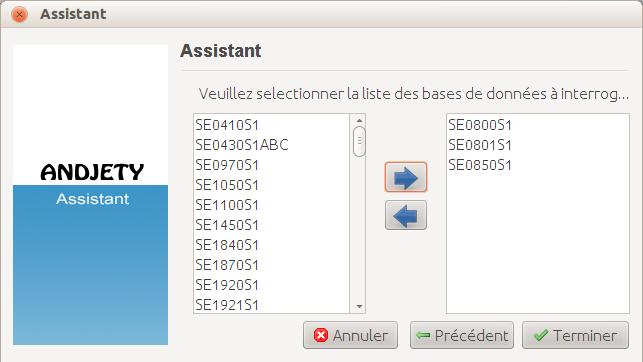 Assistant
Assistant
Veuillez selectionner la liste des bases de données à interrog...
ANDJETY
Assistant
SE0410S1
SE0430S1ABC
SE0970S1
SE1050S1
SE1100S1
SE1450S1
SE1840S1
SE1870S1
SE1920S1
SE1921S1
SE0800S1
SE0801S1
SE0850S1
Annuler
Précédent
Terminer